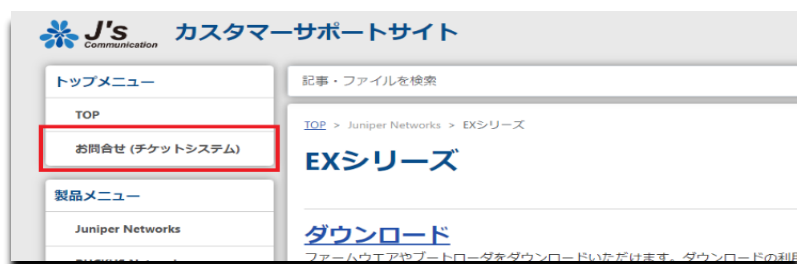 J's Communication カスタマーサポートサイト
トップメニュー
TOP
お問合せ (チケットシステム)
製品メニュー
Juniper Networks
記事・ファイルを検索
TOP > Juniper Networks > EXシリーズ
EXシリーズ
ダウンロード
ファームウエアやブートローダをダウンロードいただけます。ダウンロードの利用